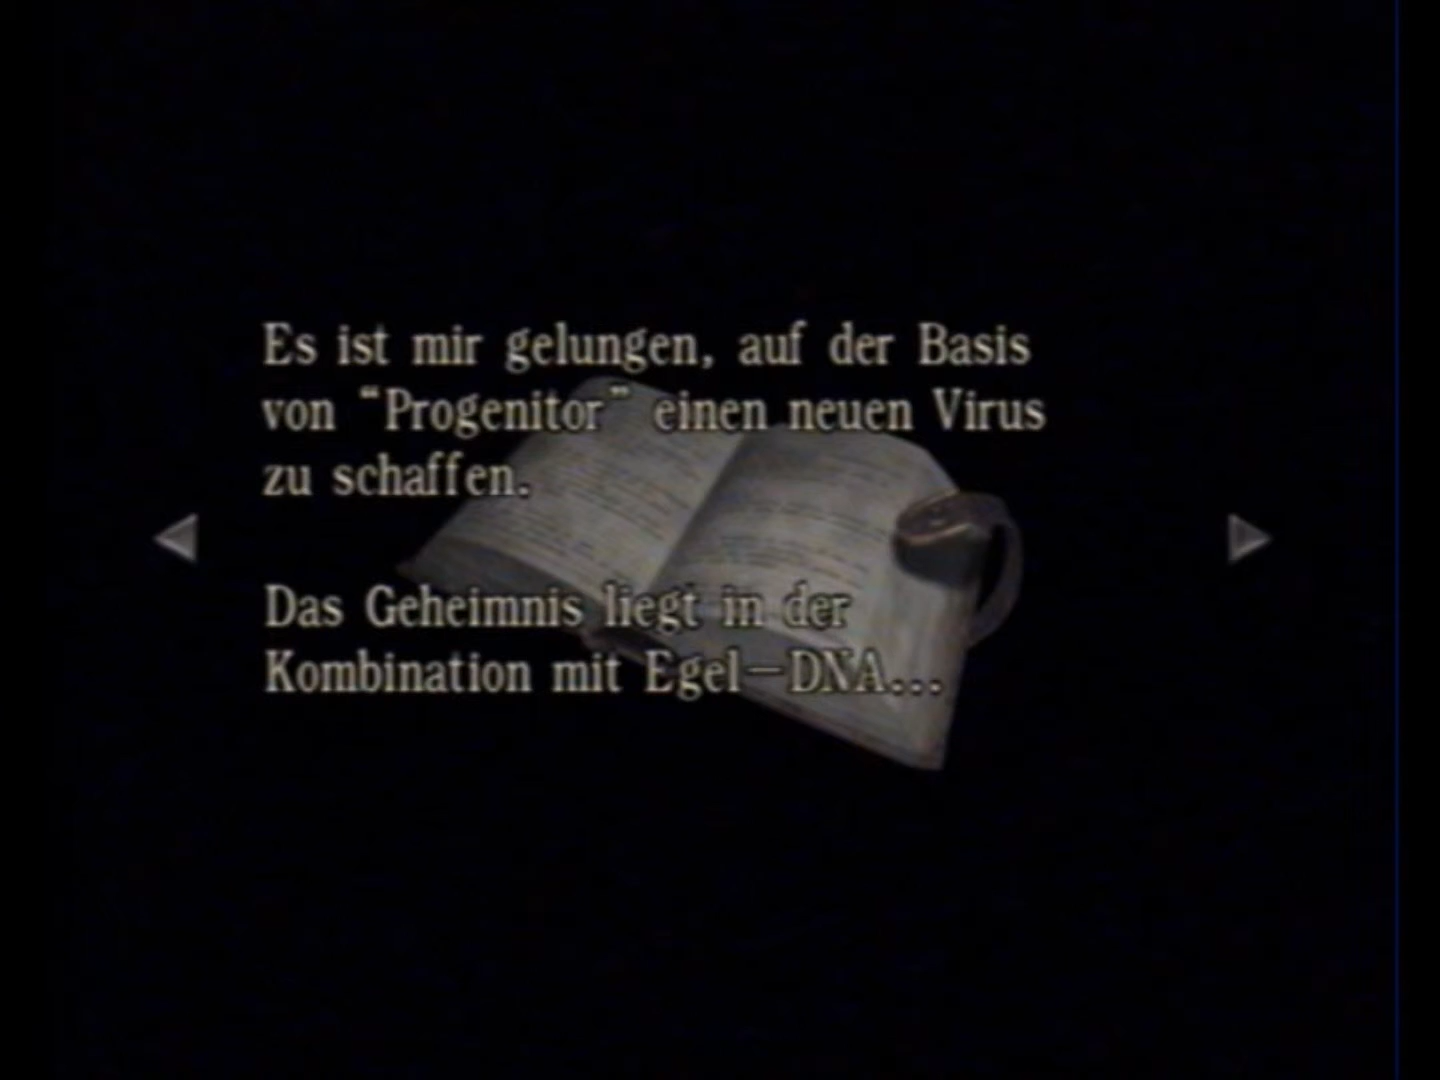 Es ist mir gelungen, auf der Basis
von “Progenitor” einen neuen Virus
zu schaffen.
Das Geheimnis liegt in der
Kombination mit Egel-DNA...